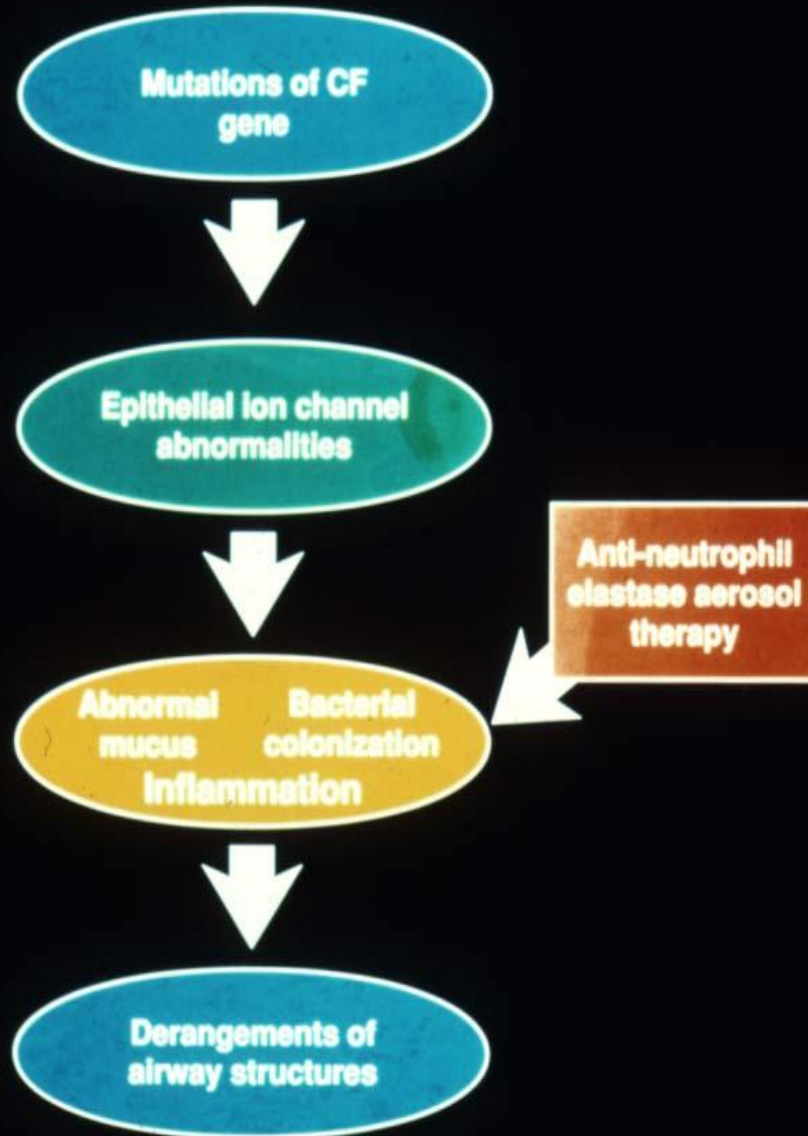 Mutations of CF
gene
Epithelial ion channel
abnormalities
Anti-neutrophil
elastase aerosol
therapy
Abnormal
mucus
Bacterial
colonization
Inflammation
Derangements of
airway structures